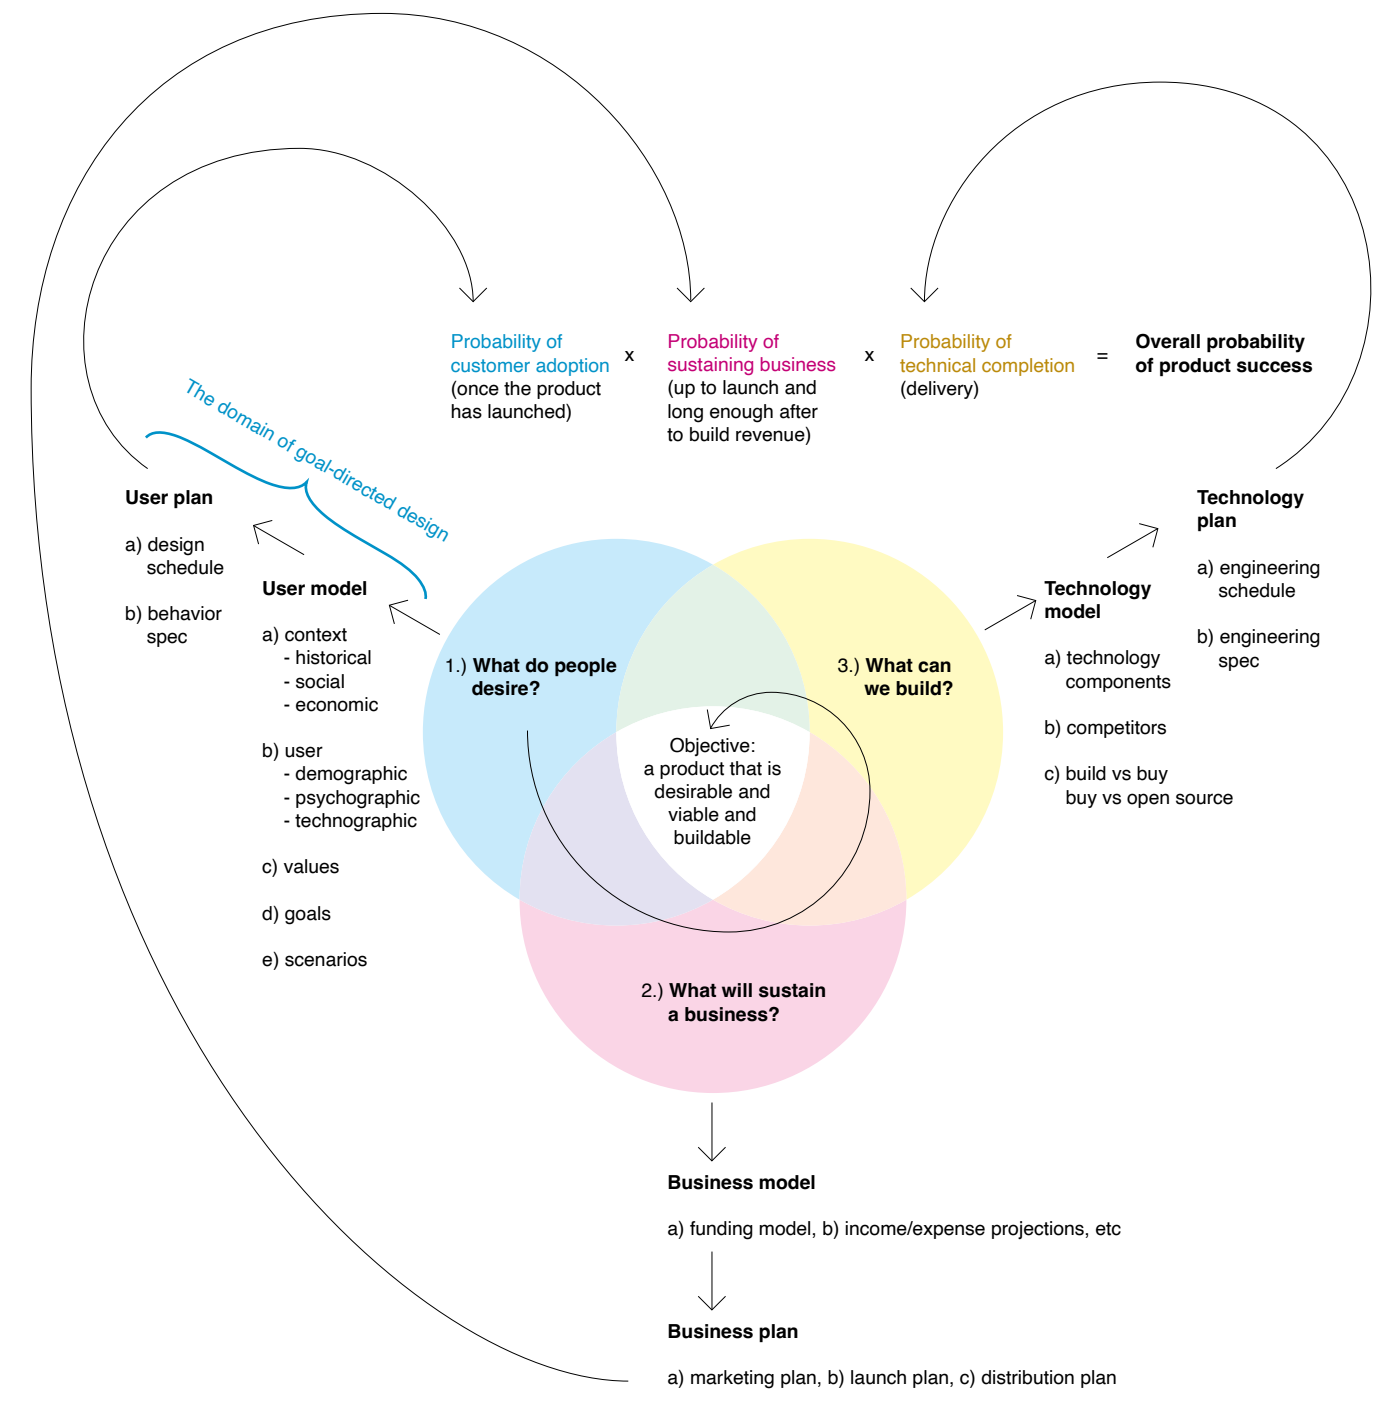 Probability of
customer adoption
(once the product
has launched)
x
Probability of
sustaining business
(up to launch and
long enough after
to build revenue)
x
Probability of
technical completion
(delivery)
=
Overall probability
of product success
The domain of goal-directed design
User plan
a) design
schedule
b) behavior
spec
User model
a) context
- historical
- social
- economic
b) user
- demographic
- psychographic
- technographic
c) values
d) goals
e) scenarios
1.) What do people
desire?
3.) What can
we build?
Objective:
a product that is
desirable and
viable and
buildable
2.) What will sustain
a business?
Technology
model
a) technology
components
b) competitors
c) build vs buy
buy vs open source
Technology
plan
a) engineering
schedule
b) engineering
spec
Business model
a) funding model, b) income/expense projections, etc
Business plan
a) marketing plan, b) launch plan, c) distribution plan